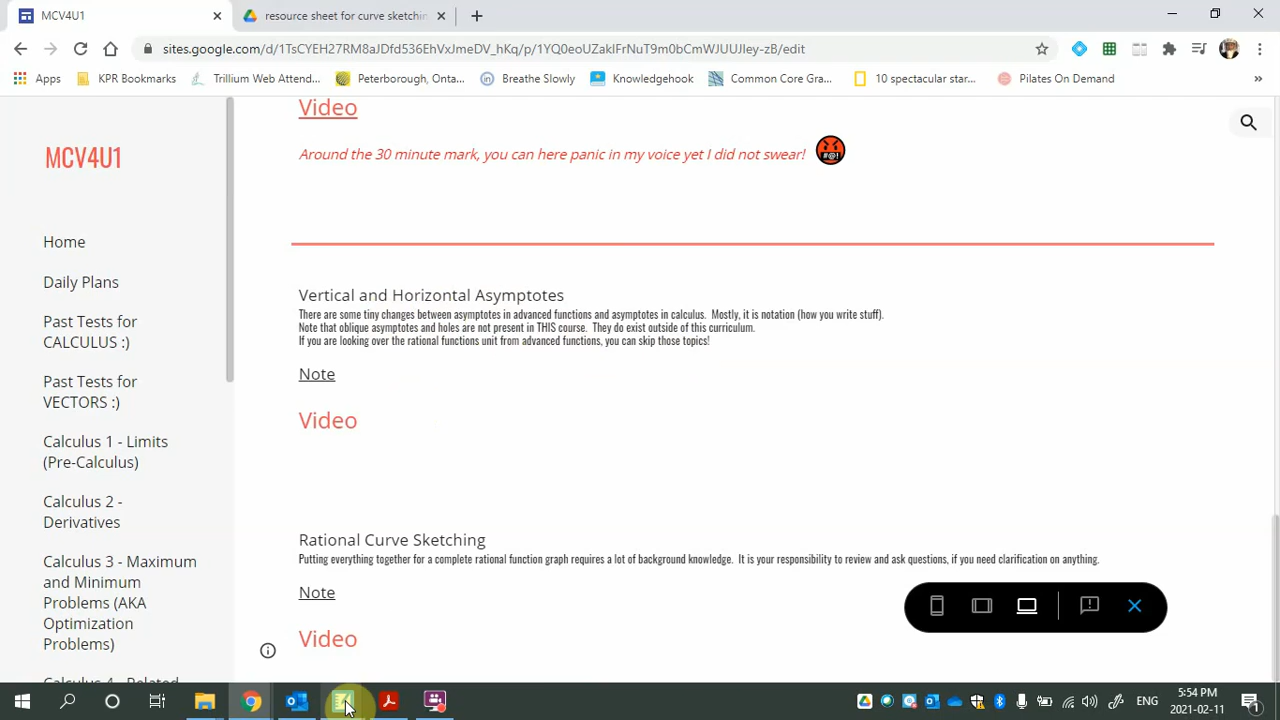 MCV4U1
resource sheet for curve sketching
sites.google.com/d/1TsCYEH27RM8aJDfd536EhVxJmeDV_hKq/p/1YQ0eoUZaklFrNuT9m0bCmWJUUJIey-zB/edit
Apps
KPR Bookmarks
Trillium Web Attend...
Peterborough, Onta...
Breathe Slowly
Knowledgehook
Common Core Gra...
10 spectacular star...
Pilates On Demand
»
MCV4U1
Home
Daily Plans
Past Tests for
CALCULUS :)
Past Tests for
VECTORS :)
Calculus 1 - Limits
(Pre-Calculus)
Calculus 2 -
Derivatives
Calculus 3 - Maximum
and Minimum
Problems (AKA
Optimization
Problems)
Calculus 4 - Related
Video
Around the 30 minute mark, you can here panic in my voice yet I did not swear!
Vertical and Horizontal Asymptotes
There are some tiny changes between asymptotes in advanced functions and asymptotes in calculus. Mostly, it is notation (how you write stuff).
Note that oblique asymptotes and holes are not present in THIS course. They do exist outside of this curriculum.
If you are looking over the rational functions unit from advanced functions, you can skip those topics!
Note
Video
Rational Curve Sketching
Putting everything together for a complete rational function graph requires a lot of background knowledge. It is your responsibility to review and ask questions, if you need clarification on anything.
Note
Video
ENG
5:54 PM
2021-02-11